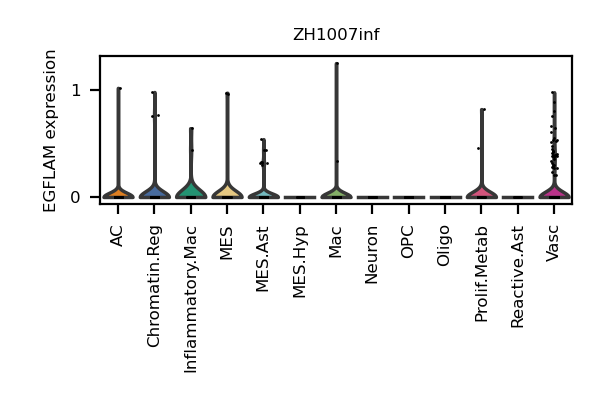 ZH1007inf
EGFLAM expression
1
0
AC
Chromatin.Reg
Inflammatory.Mac
MES
MES.Ast
MES.Hyp
Mac
Neuron
OPC
Oligo
Prolif.Metab
Reactive.Ast
Vasc